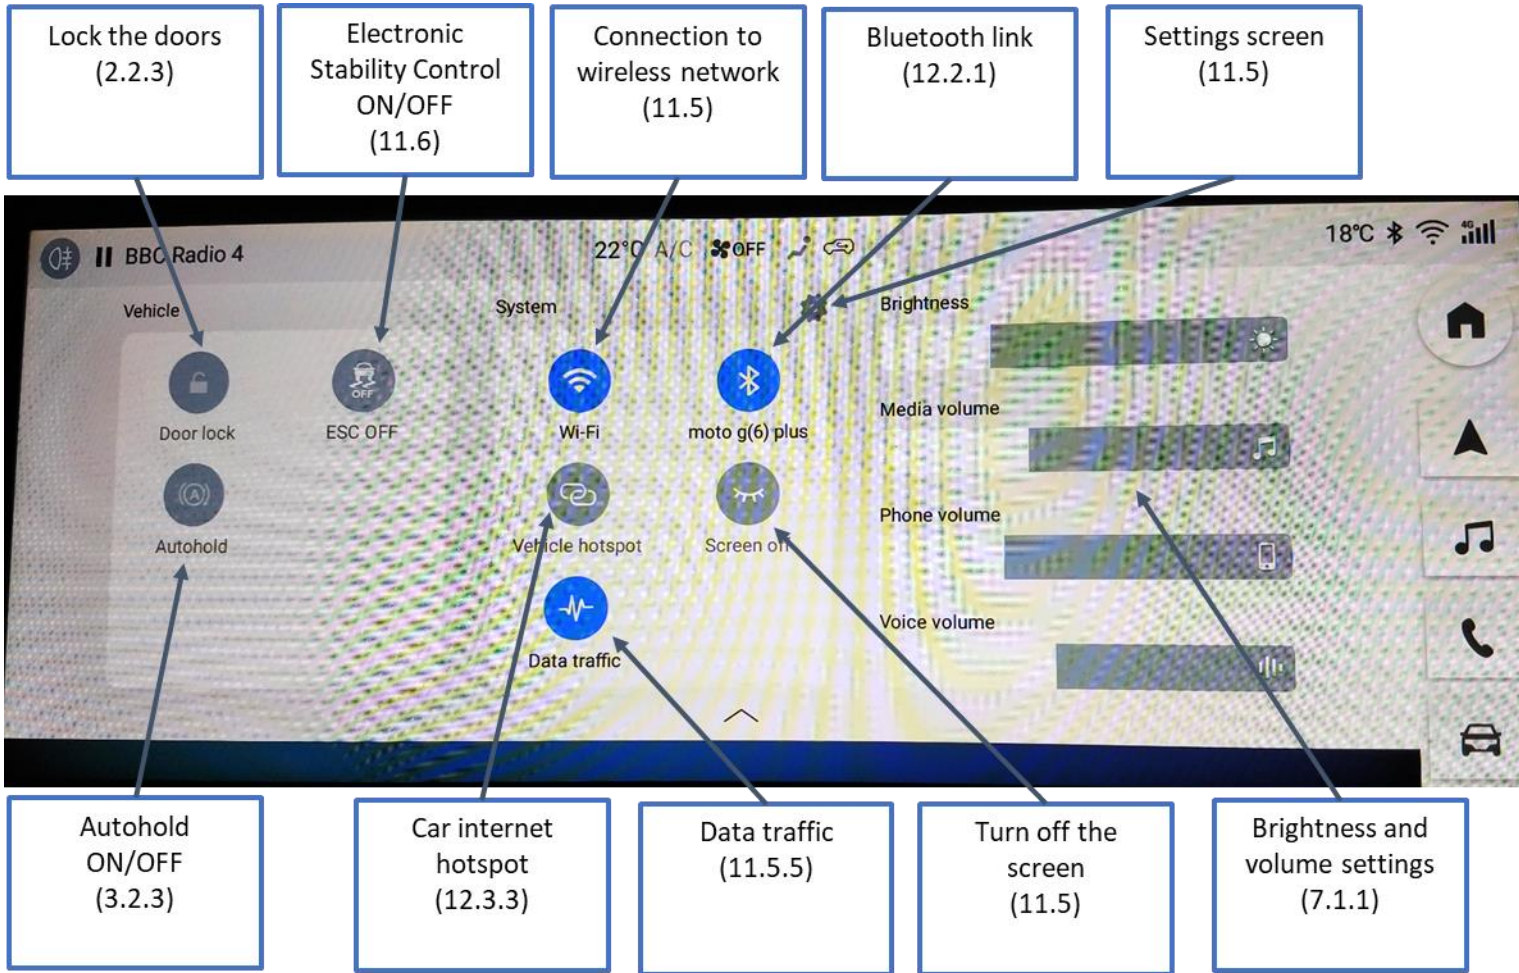 Lock the doors
(2.2.3)
Electronic
Stability Control
ON/OFF
(11.6)
Connection to
wireless network
(11.5)
Bluetooth link
(12.2.1)
Settings screen
(11.5)
BBC Radio 4
22°C A/C OFF
18°C 4G
Vehicle
System
Brightness
Door lock
OFF
ESC OFF
Wi-Fi
moto g(6) plus
Media volume
(A)
Autohold
Vehicle hotspot
Screen off
Phone volume
Data traffic
Voice volume
Autohold
ON/OFF
(3.2.3)
Car internet
hotspot
(12.3.3)
Data traffic
(11.5.5)
Turn off the
screen
(11.5)
Brightness and
volume settings
(7.1.1)